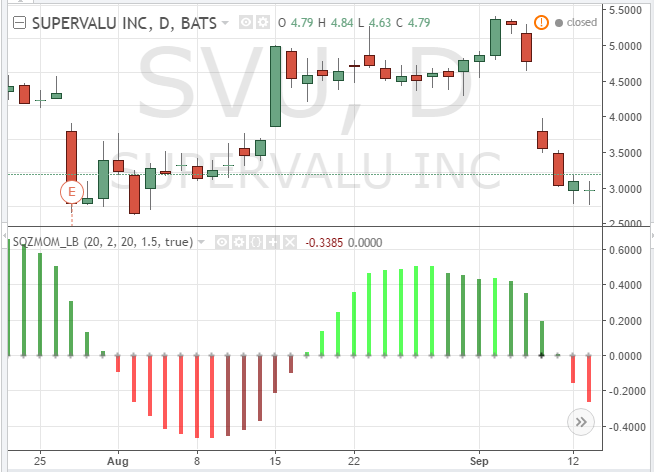 SUPERVALU INC, D, BATS O 4.79 H 4.84 L 4.63 C 4.79 closed
SVU, D
SUPERVALU INC
E
5.5000
5.0000
4.5000
4.0000
3.5000
3.0000
2.5000
SQZMOM_LB (20, 2, 20, 1.5, true) -0.3385 0.0000
0.6000
0.4000
0.2000
0.0000
-0.2000
-0.4000
25 Aug 8 15 22 Sep 12